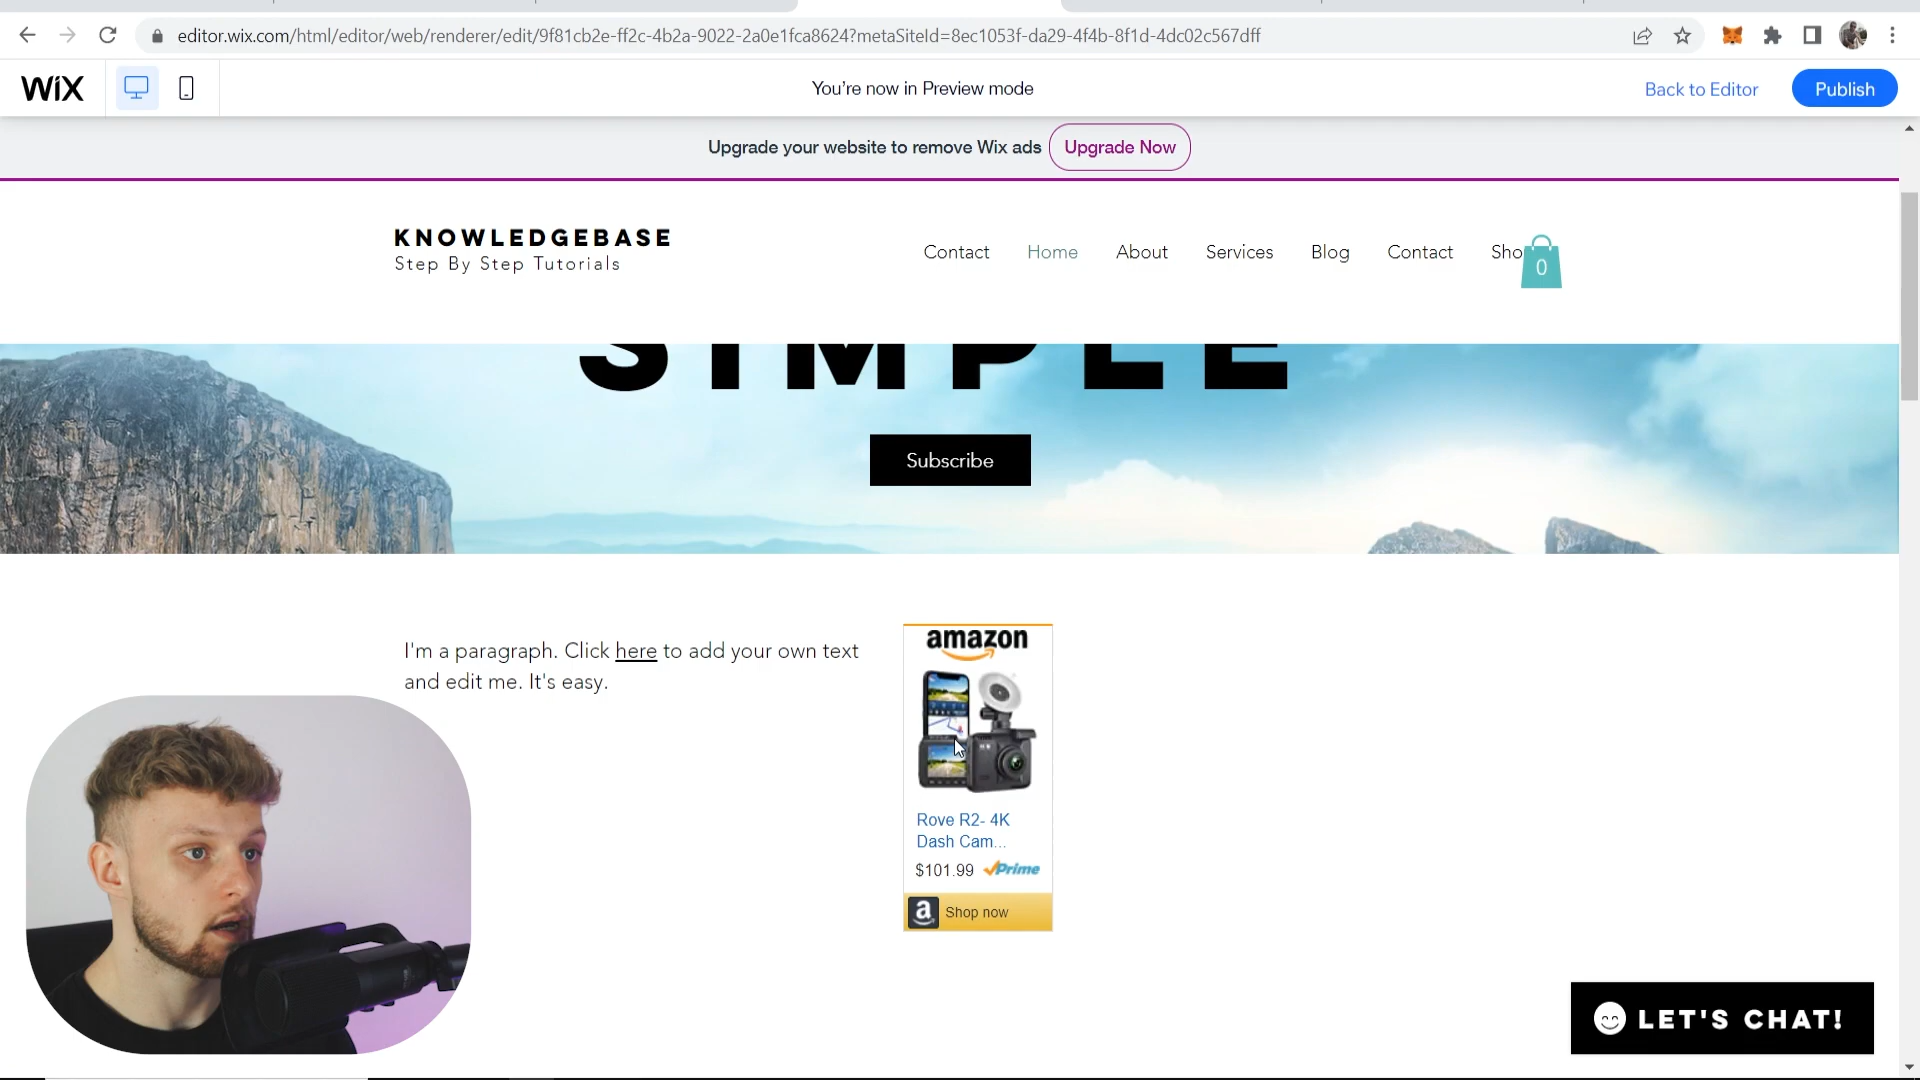 editor.wix.com/html/editor/web/renderer/edit/9f81cb2e-ff2c-4b2a-9022-2a0e1fca8624?metaSiteId=8ec1053f-da29-4f4b-8f1d-4dc02c567dff
WiX
You're now in Preview mode
Back to Editor
Publish
Upgrade your website to remove Wix ads
Upgrade Now
KNOWLEDGEBASE
Step By Step Tutorials
Contact Home About Services Blog Contact Sho
0
SIMPLE
Subscribe
I'm a paragraph. Click here to add your own text
and edit me. It's easy.
amazon
Rove R2- 4K
Dash Cam...
$101.99 Prime
a Shop now
LET'S CHAT!